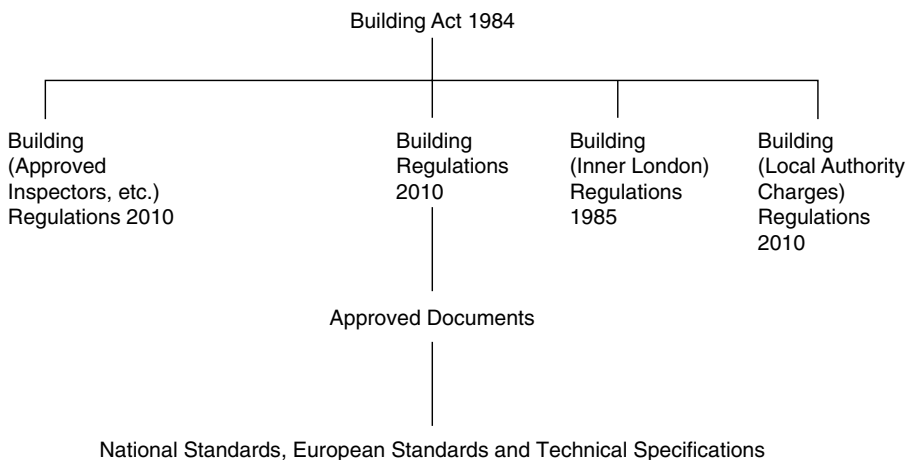 Building Act 1984
Building
(Approved
Inspectors, etc.)
Regulations 2010
Building
Regulations
2010
Building
(Inner London)
Regulations
1985
Building
(Local Authority
Charges)
Regulations
2010
Approved Documents
National Standards, European Standards and Technical Specifications